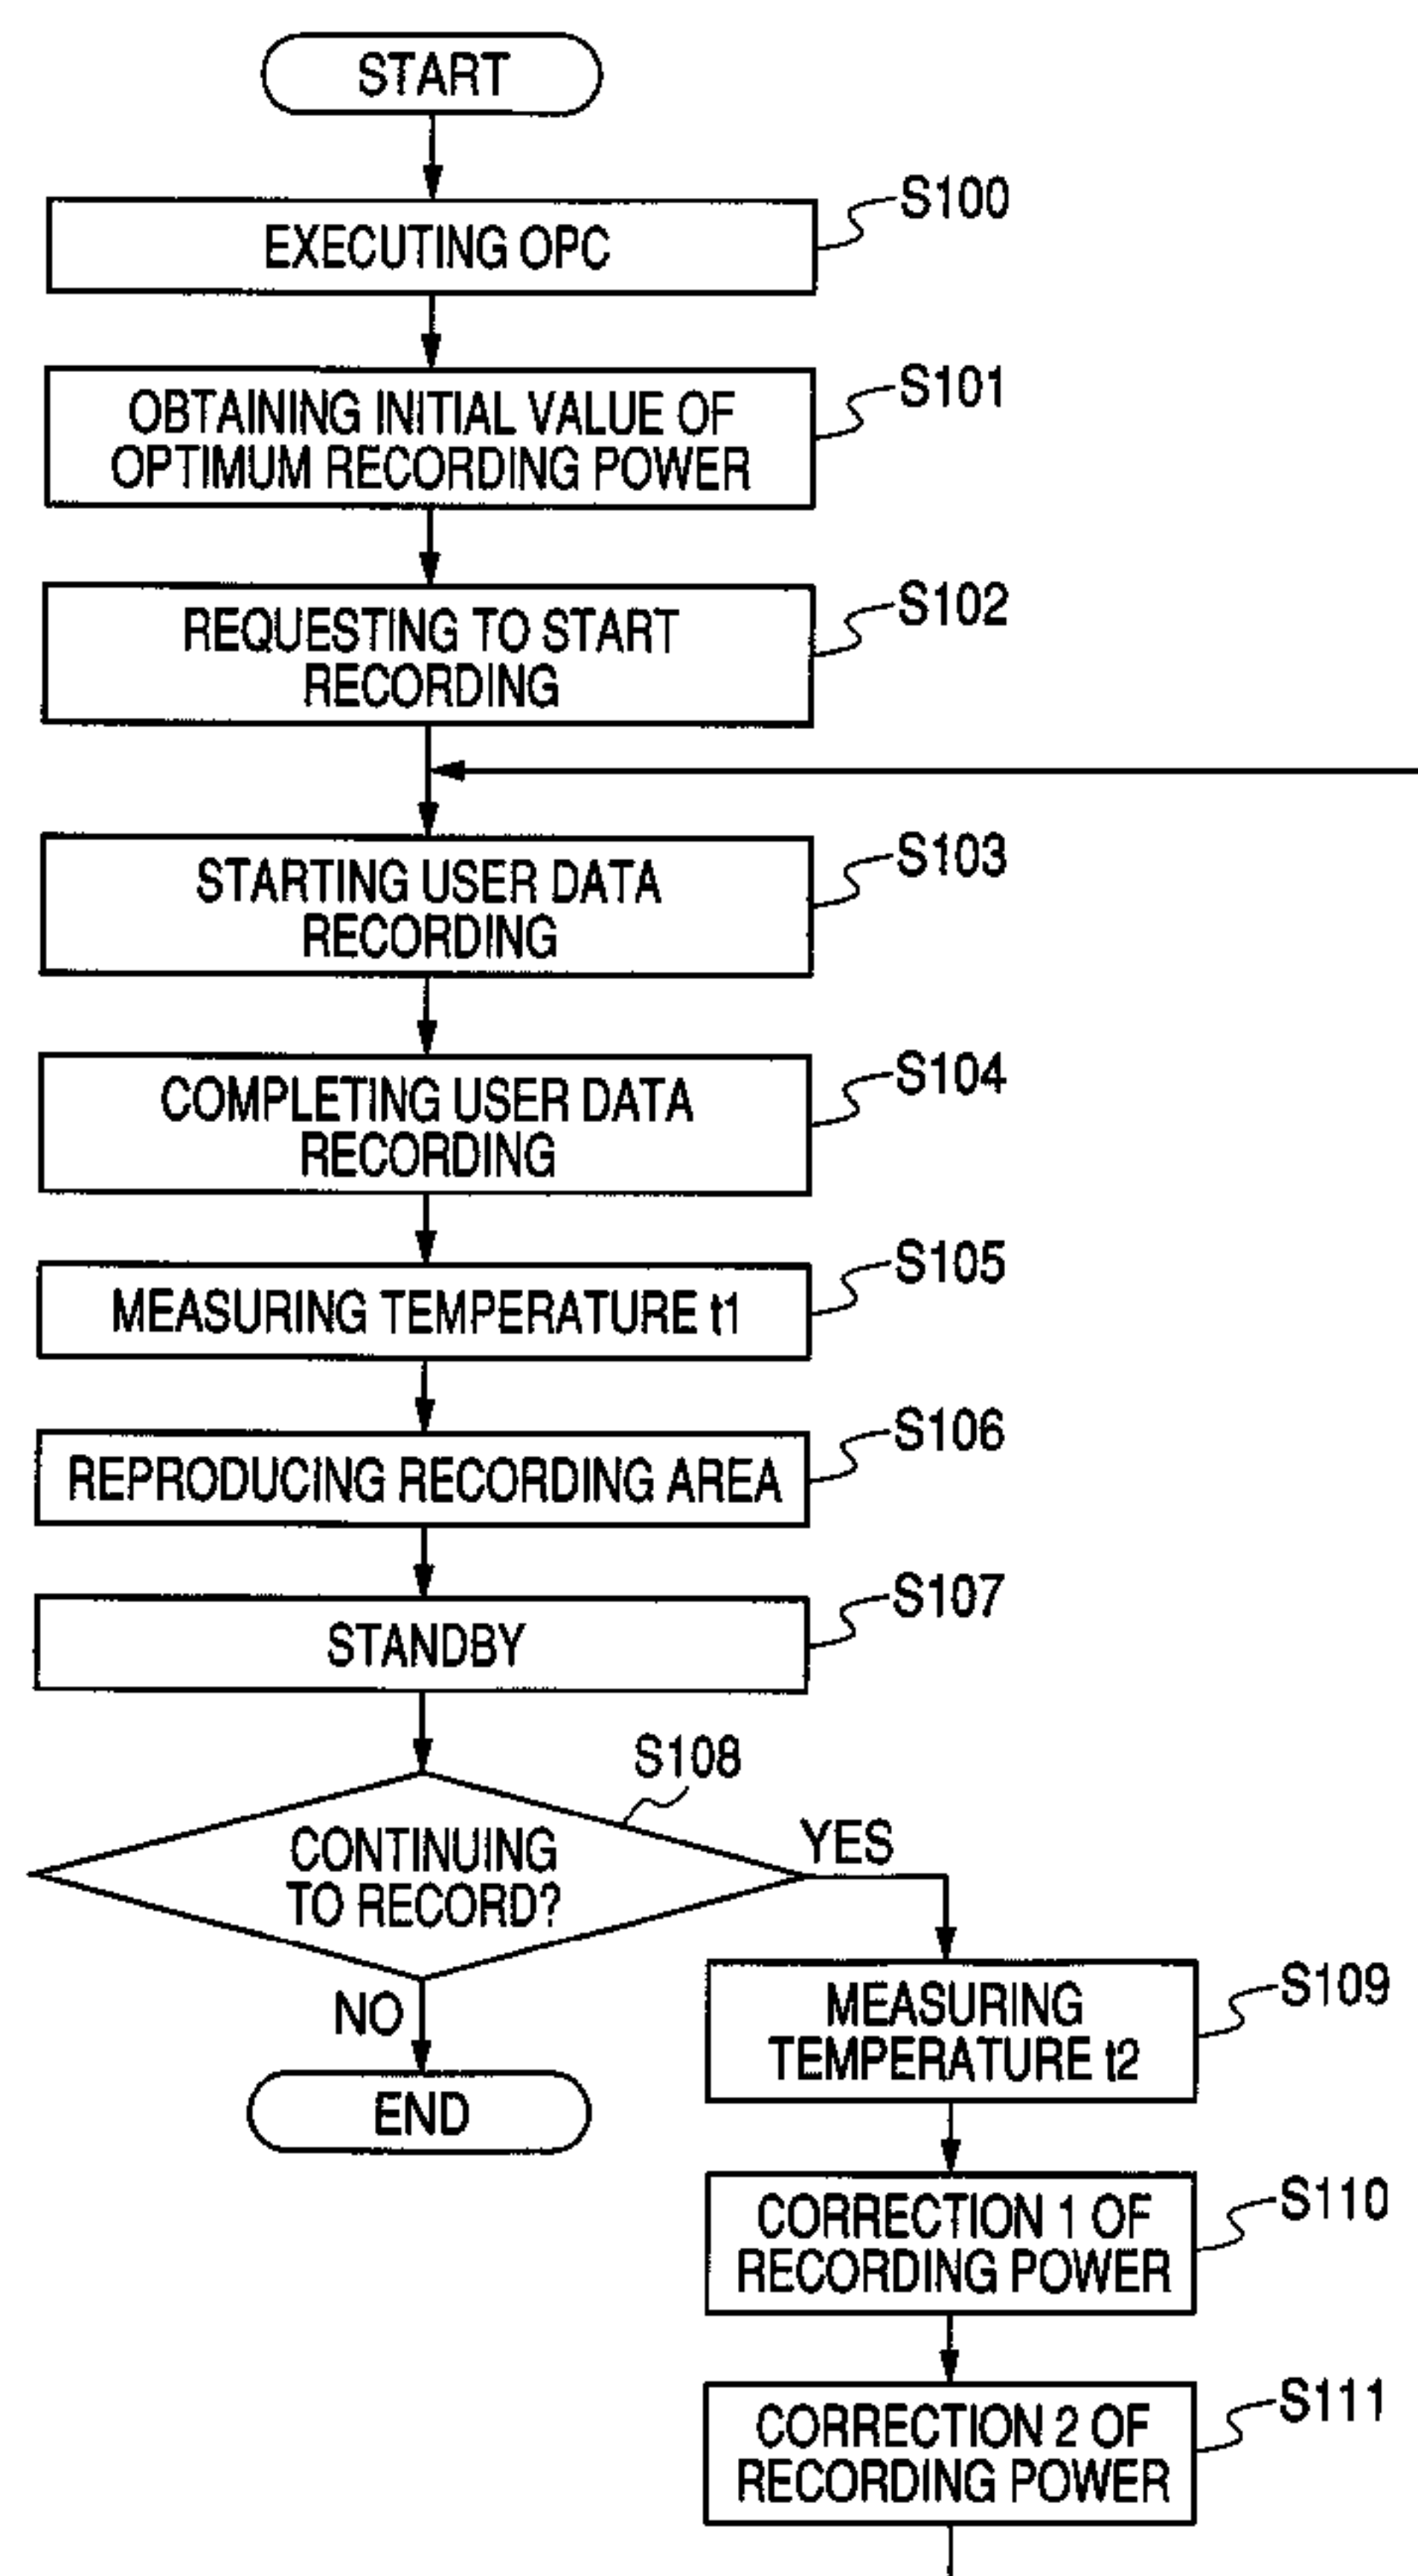 START
S100
EXECUTING OPC
S101
OBTAINING INITIAL VALUE OF
OPTIMUM RECORDING POWER
S102
REQUESTING TO START
RECORDING
S103
STARTING USER DATA
RECORDING
S104
COMPLETING USER DATA
RECORDING
S105
MEASURING TEMPERATURE t1
S106
REPRODUCING RECORDING AREA
S107
STANDBY
S108
CONTINUING
TO RECORD?
YES
NO
END
S109
MEASURING
TEMPERATURE t2
S110
CORRECTION 1 OF
RECORDING POWER
S111
CORRECTION 2 OF
RECORDING POWER